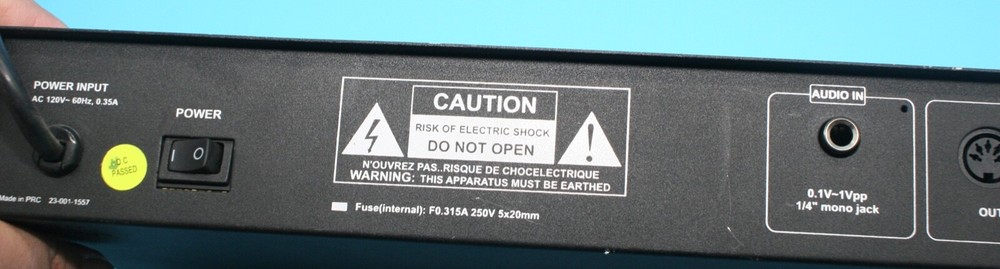 POWER INPUT
AC 120V~ 60Hz, 0.35A
POWER
I O
Q C
PASSED
Made in PRC 23-001-1557
CAUTION
RISK OF ELECTRIC SHOCK
DO NOT OPEN
N'OUVREZ PAS..RISQUE DE CHOCELECTRIQUE
WARNING: THIS APPARATUS MUST BE EARTHED
Fuse(internal): F0.315A 250V 5x20mm
AUDIO IN
0.1V~1Vpp
1/4" mono jack
OUT